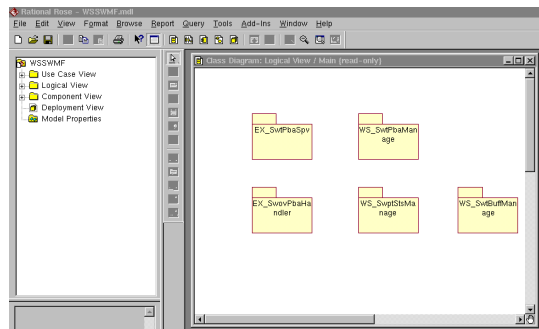 Rational Rose - WSSWMF.mdl
File Edit View Format Browse Report Query Tools Add-Ins Window Help
WSSWMF
Use Case View
Logical View
Component View
Deployment View
Model Properties
Class Diagram: Logical View / Main (read-only)
EX_SwtPbaSpv
WS_SwtPbaMan
age
EX_SwovPbaHa
ndler
WS_SwptStsMa
nage
WS_SwtBuffMan
age